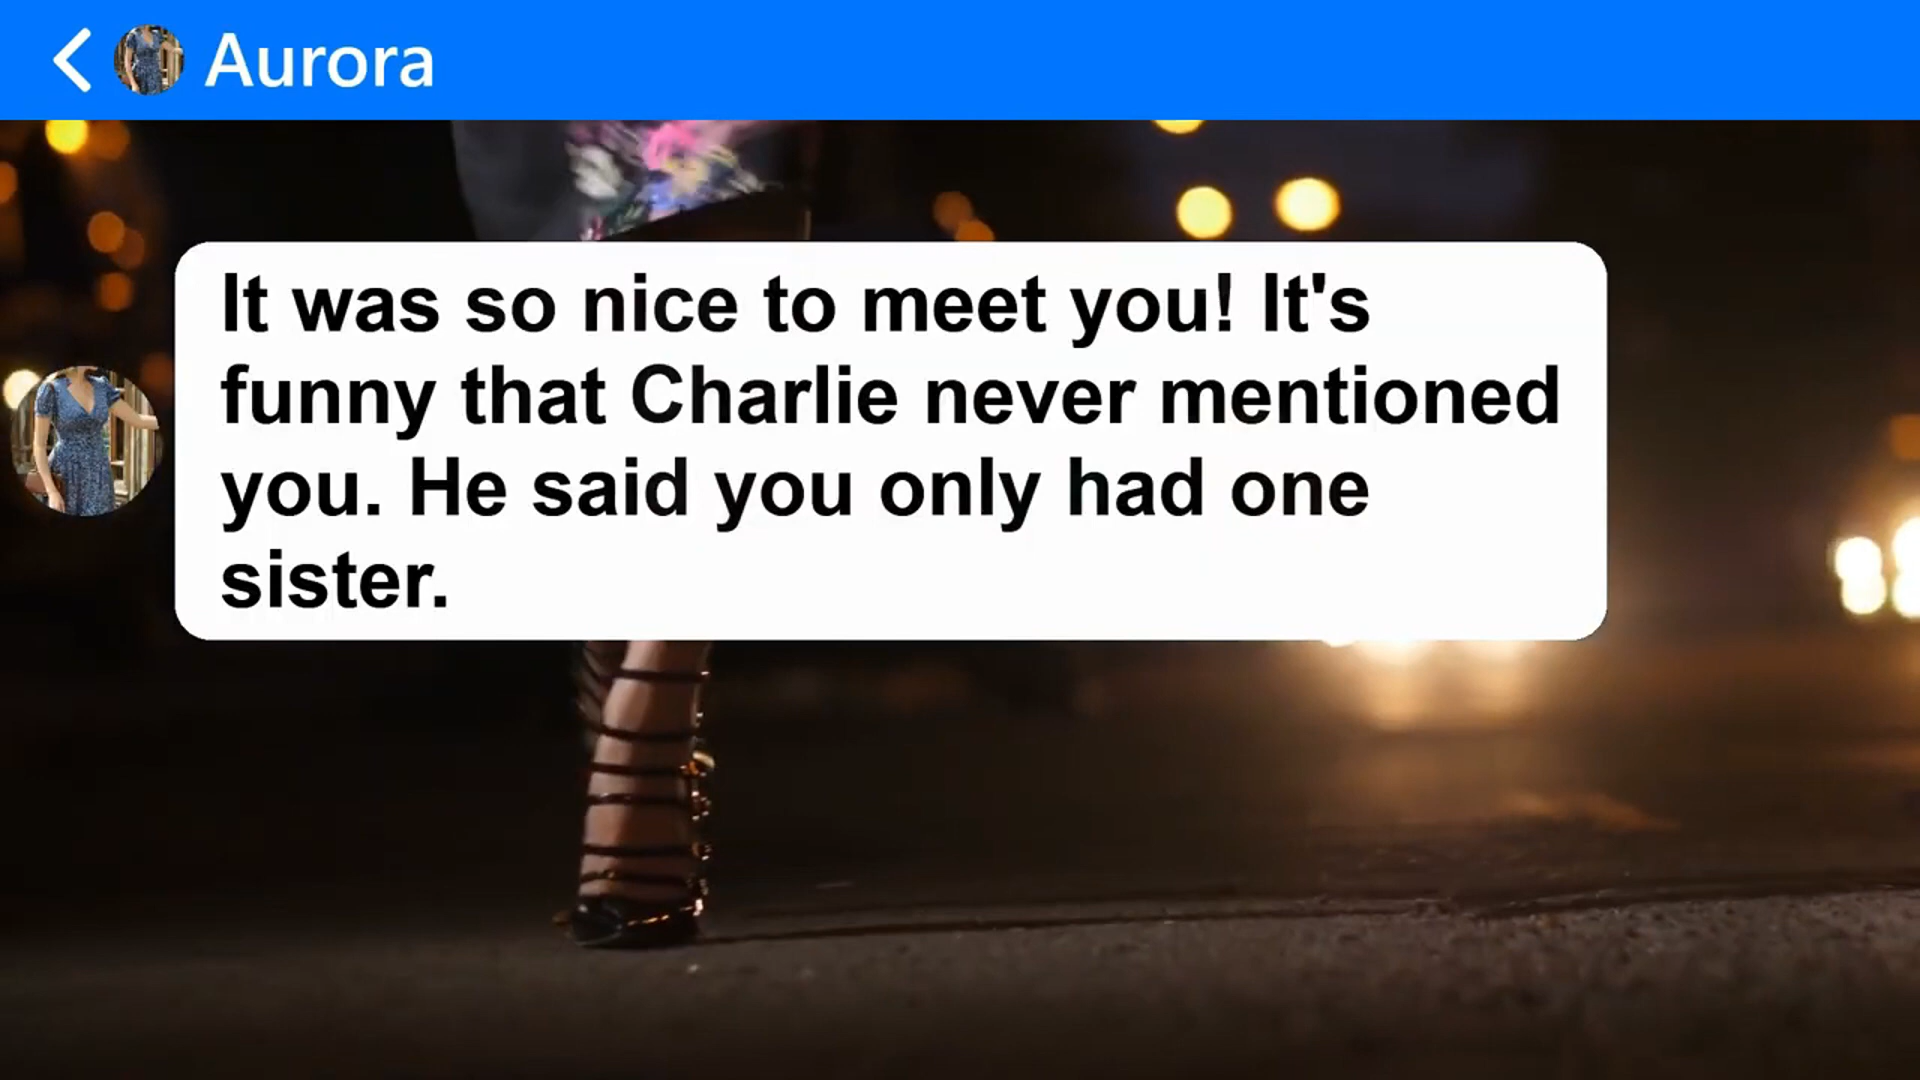 Aurora
It was so nice to meet you! It's
funny that Charlie never mentioned
you. He said you only had one
sister.